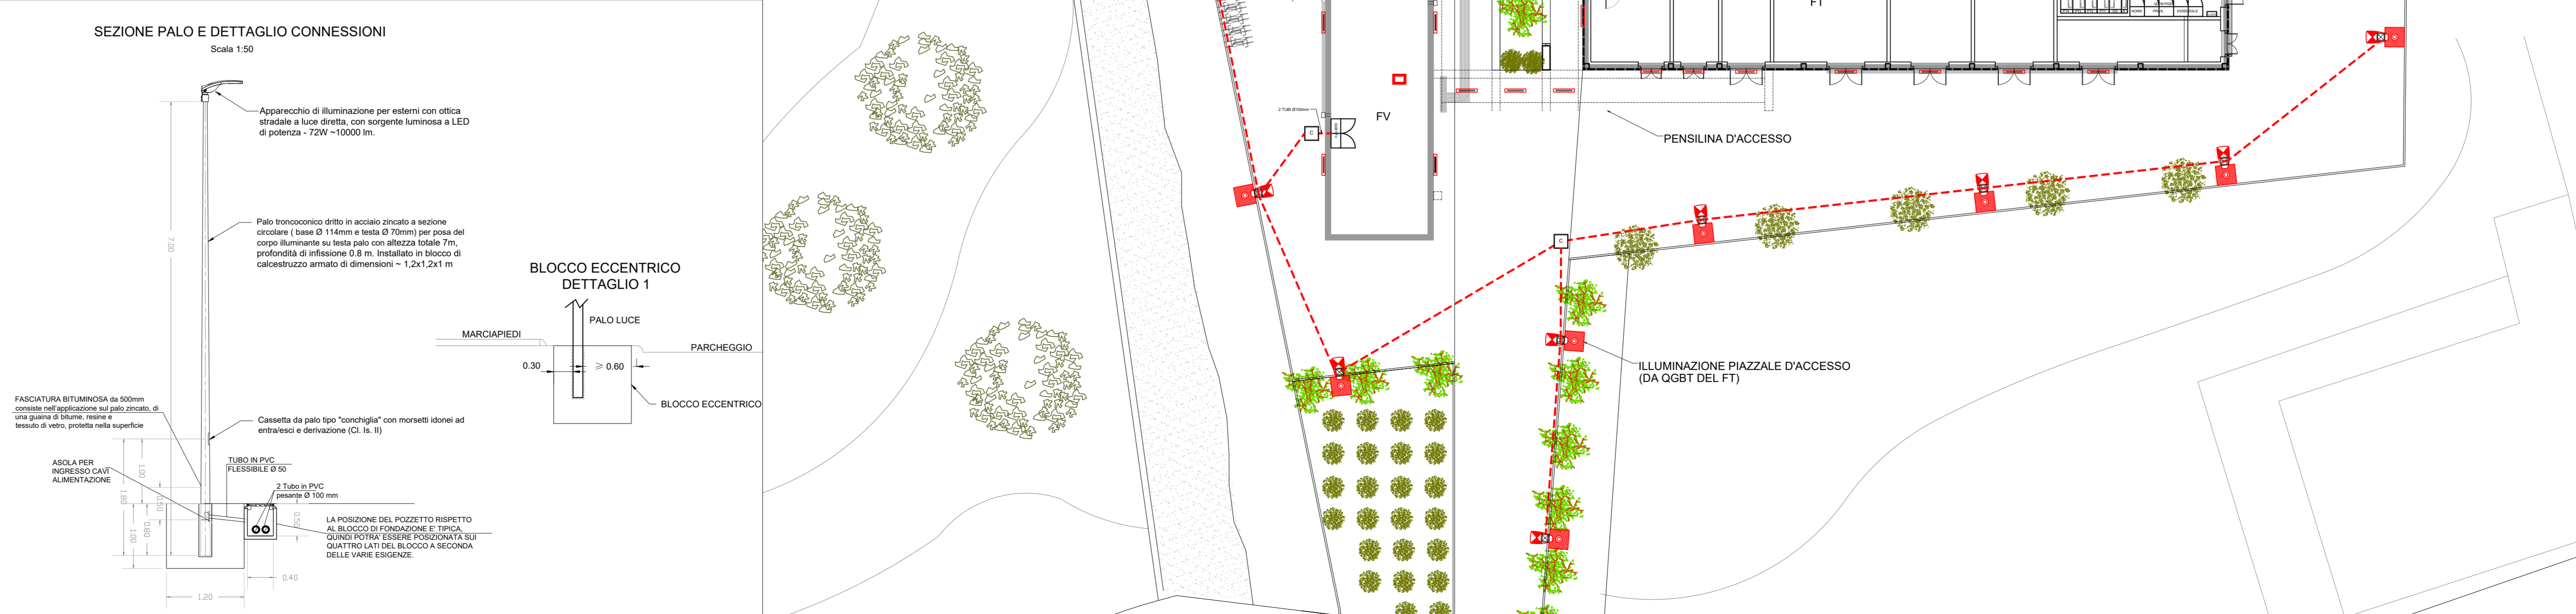 SEZIONE PALO E DETTAGLIO CONNESSIONI
Scala 1:50
Apparecchio di illuminazione per esterni con ottica
stradale a luce diretta, con sorgente luminosa a LED
di potenza - 72W ~10000 lm.
7.00
Palo troncoconico dritto in acciaio zincato a sezione
circolare ( base Ø 114mm e testa Ø 70mm) per posa del
corpo illuminante su testa palo con altezza totale 7m,
profondità di infissione 0.8 m. Installato in blocco di
calcestruzzo armato di dimensioni ~ 1,2x1,2x1 m
FASCIATURA BITUMINOSA da 500mm
consiste nell'applicazione sul palo zincato, di
una guaina di bitume, resine e
tessuto di vetro, protetta nella superficie
Cassetta da palo tipo "conchiglia" con morsetti idonei ad
entra/esci e derivazione (Cl. Is. II)
ASOLA PER
INGRESSO CAVI
ALIMENTAZIONE
TUBO IN PVC
FLESSIBILE Ø 50
2 Tubo in PVC
pesante Ø 100 mm
LA POSIZIONE DEL POZZETTO RISPETTO
AL BLOCCO DI FONDAZIONE E' TIPICA,
QUINDI POTRA' ESSERE POSIZIONATA SUI
QUATTRO LATI DEL BLOCCO A SECONDA
DELLE VARIE ESIGENZE.
1.00
1.80
0.50
1.00
0.80
0.50
0.40
1.20
BLOCCO ECCENTRICO
DETTAGLIO 1
PALO LUCE
MARCIAPIEDI
PARCHEGGIO
0.30
≥ 0.60
BLOCCO ECCENTRICO
2 TUBI Ø100mm
C
FV
FT
NORM.
PRIVIL.
ESSENZIALE
PENSILINA D'ACCESSO
C
ILLUMINAZIONE PIAZZALE D'ACCESSO
(DA QGBT DEL FT)